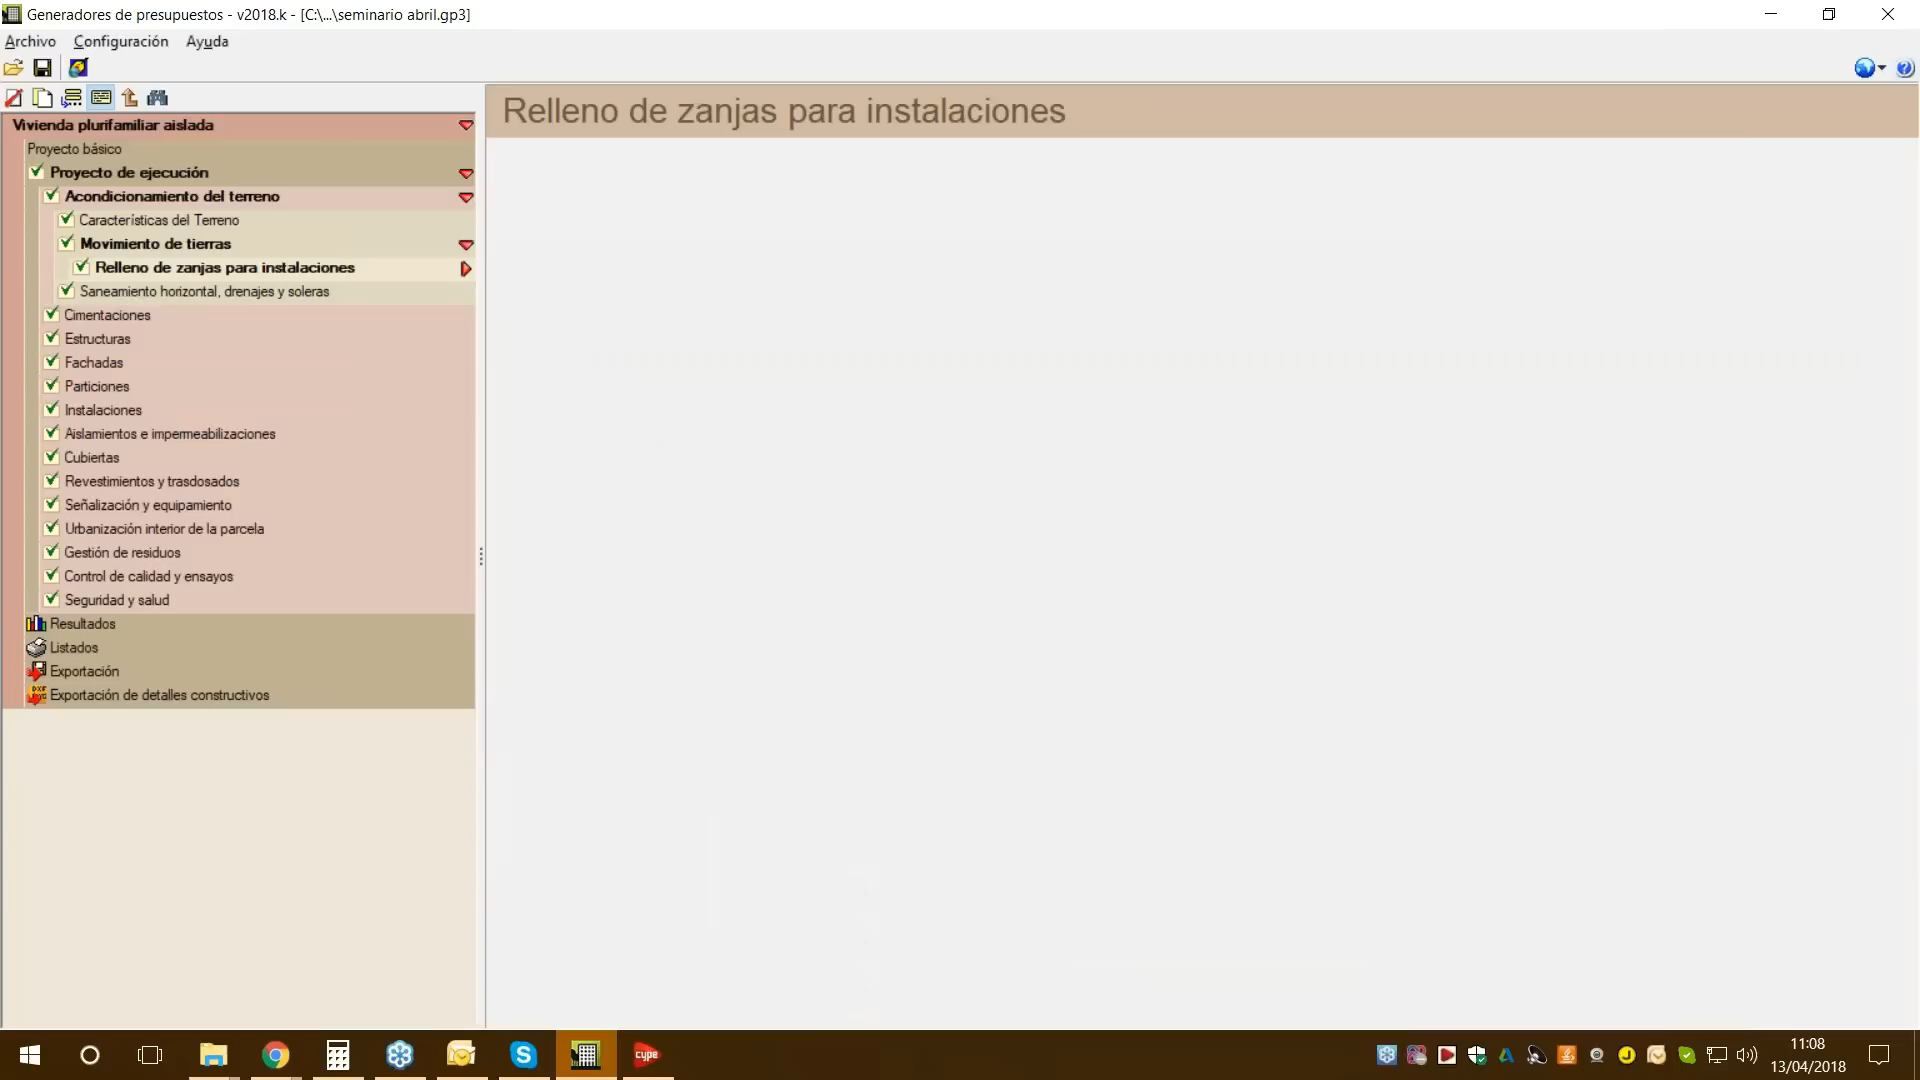 Generadores de presupuestos - v2018.k - [C:\...\seminario abril.gp3]
Archivo Configuración Ayuda
Relleno de zanjas para instalaciones
Vivienda plurifamiliar aislada
Proyecto básico
Proyecto de ejecución
Acondicionamiento del terreno
Características del Terreno
Movimiento de tierras
Relleno de zanjas para instalaciones
Saneamiento horizontal, drenajes y soleras
Cimentaciones
Estructuras
Fachadas
Particiones
Instalaciones
Aislamientos e impermeabilizaciones
Cubiertas
Revestimientos y trasdosados
Señalización y equipamiento
Urbanización interior de la parcela
Gestión de residuos
Control de calidad y ensayos
Seguridad y salud
Resultados
Listados
Exportación
Exportación de detalles constructivos
cype
11:08
13/04/2018